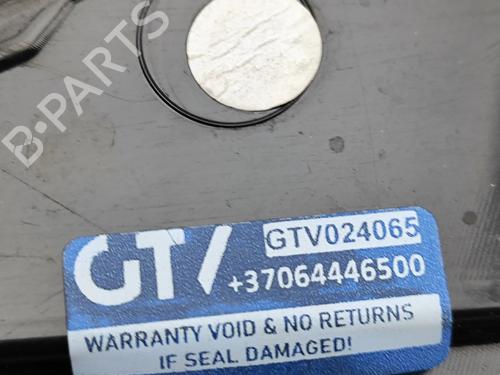 B-PARTS
GTV GTV024065
+37064446500
WARRANTY VOID & NO RETURNS
IF SEAL DAMAGED!